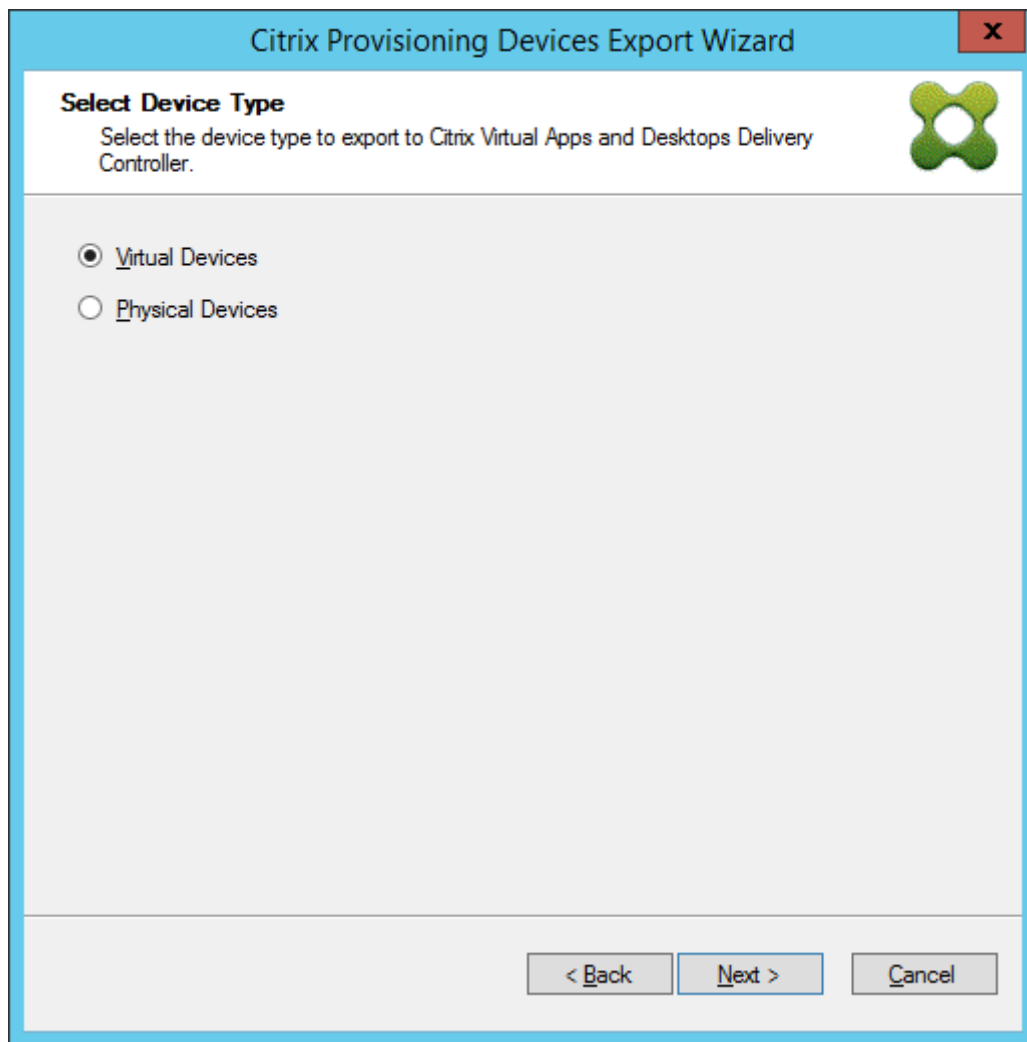 Citrix Provisioning Devices Export Wizard
x
Select Device Type
Select the device type to export to Citrix Virtual Apps and Desktops Delivery
Controller.
Virtual Devices
Physical Devices
< Back
Next >
Cancel